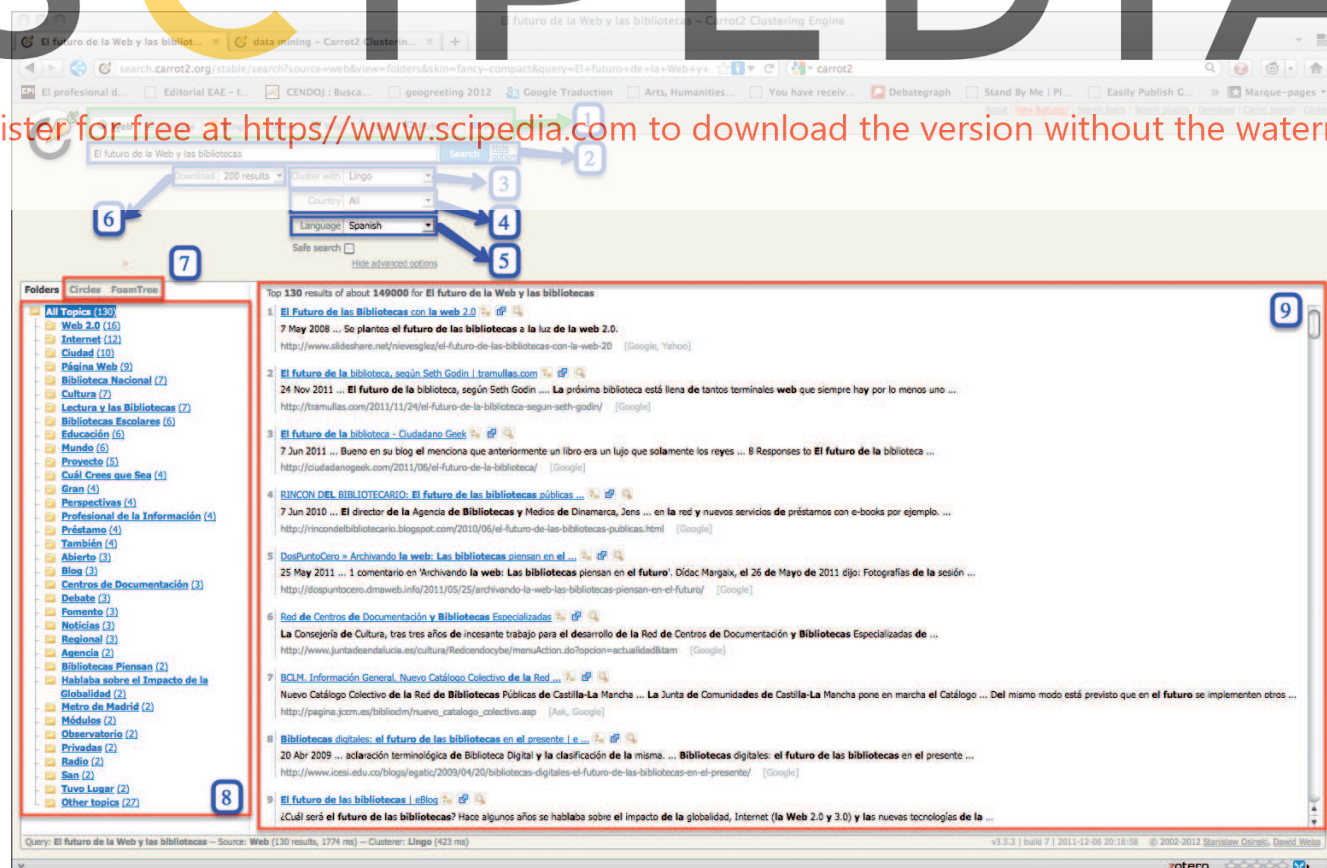 SCIPEDIA
El futuro de la Web y las bibliotecas - Carrot2 Clustering Engine
El futuro de la Web y las bibliot...
data mining - Carrot2 Clusterin...
search.carrot2.org/stable/search?source=web&view=folders&skin=fancy-compact&query=El+futuro+de+la+Web+y+
carrot2
El profesional d... Editorial EAE - I... CENDOJ : Busca... geogreeting 2012 Google Traduction Arts, Humanities... You have receiv... Debategraph Stand By Me | Pl... Easily Publish G... Marque-pages
ister for free at https//www.scipedia.com to download the version without the watern
1
El futuro de la Web y las bibliotecas Search Hide options
2
Download 200 results Cluster with Lingo
3
Country All
6
4
Language Spanish
Safe search
5
Hide advanced options
7
Folders Circles FoamTree
All Topics (130)
Web 2.0 (16)
Internet (12)
Ciudad (10)
Página Web (9)
Biblioteca Nacional (7)
Cultura (7)
Lectura y las Bibliotecas (7)
Bibliotecas Escolares (6)
Educación (6)
Mundo (6)
Proyecto (5)
Cuál Crees que Sea (4)
Gran (4)
Perspectivas (4)
Profesional de la Información (4)
Préstamo (4)
También (4)
Abierto (3)
Blog (3)
Centros de Documentación (3)
Debate (3)
Fomento (3)
Noticias (3)
Regional (3)
Agencia (2)
Bibliotecas Piensan (2)
Hablaba sobre el Impacto de la
Globalidad (2)
Metro de Madrid (2)
Módulos (2)
Observatorio (2)
Privadas (2)
Radio (2)
San (2)
Tuvo Lugar (2)
Other topics (27)
8
Top 130 results of about 149000 for El futuro de la Web y las bibliotecas
9
1 El Futuro de las Bibliotecas con la web 2.0
7 May 2008 ... Se plantea el futuro de las bibliotecas a la luz de la web 2.0.
http://www.slideshare.net/nievesglez/el-futuro-de-las-bibliotecas-con-la-web-20 [Google, Yahoo]
2 El futuro de la biblioteca, según Seth Godin | tramullas.com
24 Nov 2011 ... El futuro de la biblioteca, según Seth Godin .... La próxima biblioteca está llena de tantos terminales web que siempre hay por lo menos uno ...
http://tramullas.com/2011/11/24/el-futuro-de-la-biblioteca-segun-seth-godin/ [Google]
3 El futuro de la biblioteca - Ciudadano Geek
7 Jun 2011 ... Bueno en su blog el menciona que anteriormente un libro era un lujo que solamente los reyes ... 8 Responses to El futuro de la biblioteca ...
http://ciudadanogeek.com/2011/06/el-futuro-de-la-biblioteca/ [Google]
4 RINCON DEL BIBLIOTECARIO: El futuro de las bibliotecas públicas ...
7 Jun 2010 ... El director de la Agencia de Bibliotecas y Medios de Dinamarca, Jens ... en la red y nuevos servicios de préstamos con e-books por ejemplo. ...
http://rincondelbibliotecario.blogspot.com/2010/06/el-futuro-de-las-bibliotecas-publicas.html [Google]
5 DosPuntoCero » Archivando la web: Las bibliotecas piensan en el ...
25 May 2011 ... 1 comentario en 'Archivando la web: Las bibliotecas piensan en el futuro'. Dídac Margaix, el 26 de Mayo de 2011 dijo: Fotografías de la sesión ...
http://dospuntocero.dmaweb.info/2011/05/25/archivando-la-web-las-bibliotecas-piensan-en-el-futuro/ [Google]
6 Red de Centros de Documentación y Bibliotecas Especializadas
La Consejería de Cultura, tras tres años de incesante trabajo para el desarrollo de la Red de Centros de Documentación y Bibliotecas Especializadas de ...
http://www.juntadeandalucia.es/cultura/Redcendocybe/menuAction.do?opcion=actualidad&tam [Google]
7 BCLM. Información General. Nuevo Catálogo Colectivo de la Red ...
Nuevo Catálogo Colectivo de la Red de Bibliotecas Públicas de Castilla-La Mancha ... La Junta de Comunidades de Castilla-La Mancha pone en marcha el Catálogo ... Del mismo modo está previsto que en el futuro se implementen otros ...
http://pagina.jccm.es/biblioclm/nuevo_catalogo_colectivo.asp [Ask, Google]
8 Bibliotecas digitales: el futuro de las bibliotecas en el presente | e ...
20 Abr 2009 ... aclaración terminológica de Biblioteca Digital y la clasificación de la misma. ... Bibliotecas digitales: el futuro de las bibliotecas en el presente ...
http://www.icesi.edu.co/blogs/egatic/2009/04/20/bibliotecas-digitales-el-futuro-de-las-bibliotecas-en-el-presente/ [Google]
9 El futuro de las bibliotecas | eBlog
¿Cuál será el futuro de las bibliotecas? Hace algunos años se hablaba sobre el impacto de la globalidad, Internet (la Web 2.0 y 3.0) y las nuevas tecnologías de la ...
Query: El futuro de la Web y las bibliotecas -- Source: Web (130 results, 1774 ms) -- Clusterer: Lingo (423 ms)
v3.5.3 | build 7 | 2011-12-06 20:16:58 © 2002-2012 Stanislaw Osinski, Dawid Weiss
zotero